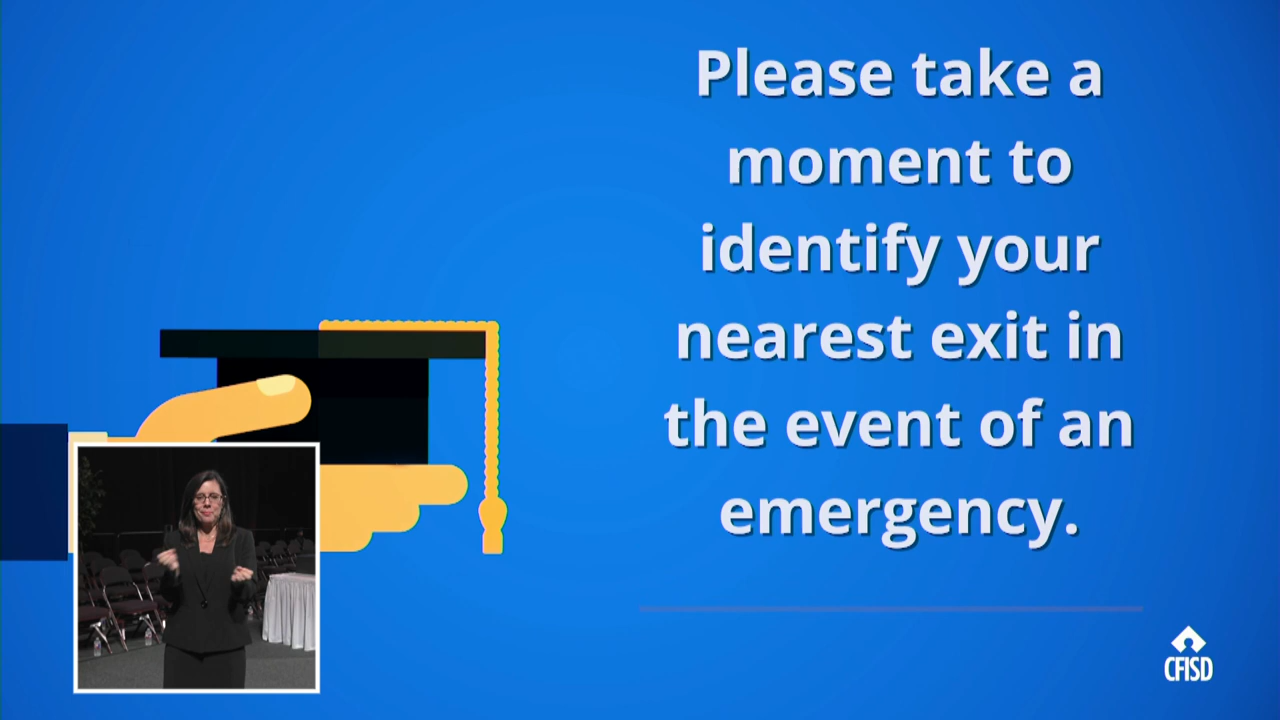 Please take a
moment to
identify your
nearest exit in
the event of an
emergency.
CFISD